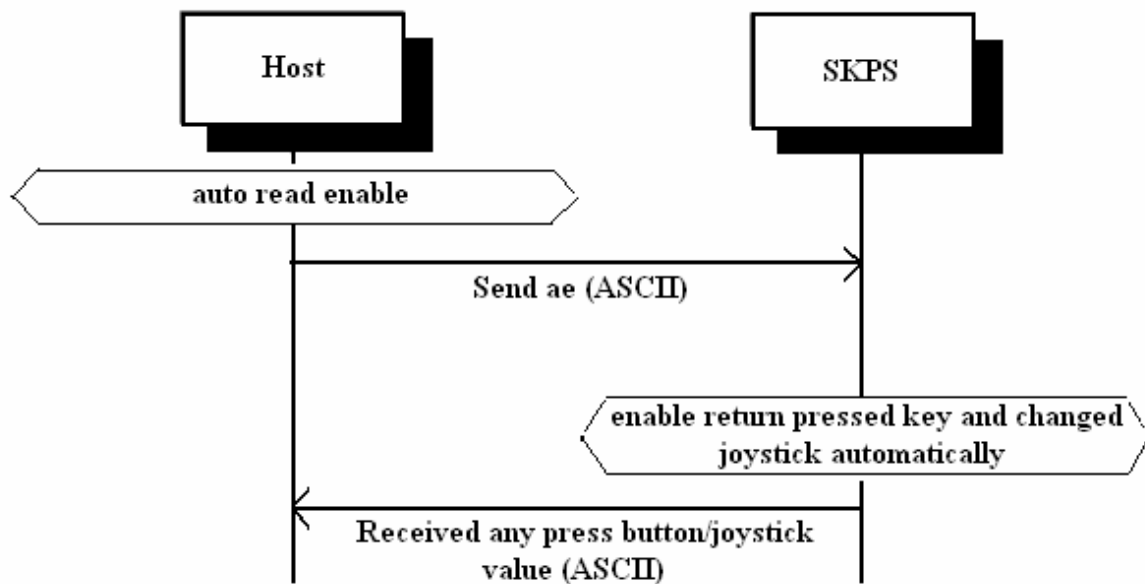 Host
SKPS
auto read enable
Send ae (ASCII)
enable return pressed key and changed
joystick automatically
Received any press button/joystick
value (ASCII)